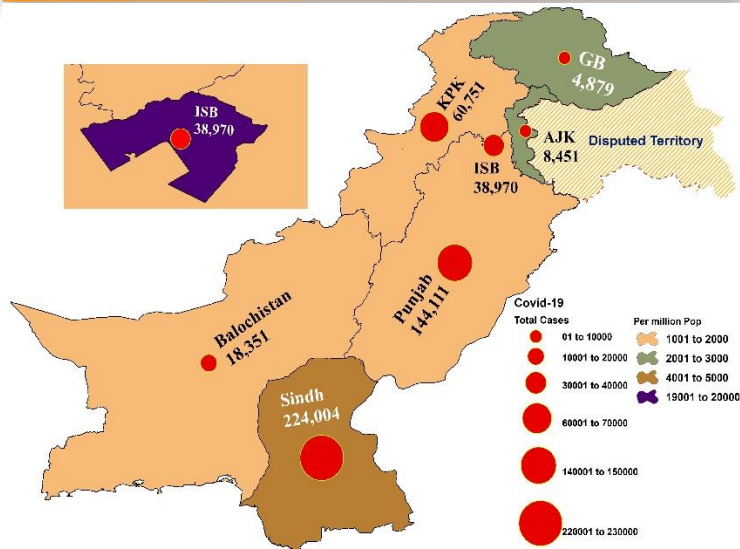 ISB
38,970
GB
4,879
KPK
60,751
AJK
8,451
Disputed Territory
ISB
38,970
Punjab
144,111
Balochistan
18,351
Sindh
224,004
Covid-19
Total Cases
01 to 10000
10001 to 20000
30001 to 40000
60001 to 70000
140001 to 150000
220001 to 230000
Per million Pop
1001 to 2000
2001 to 3000
4001 to 5000
19001 to 20000